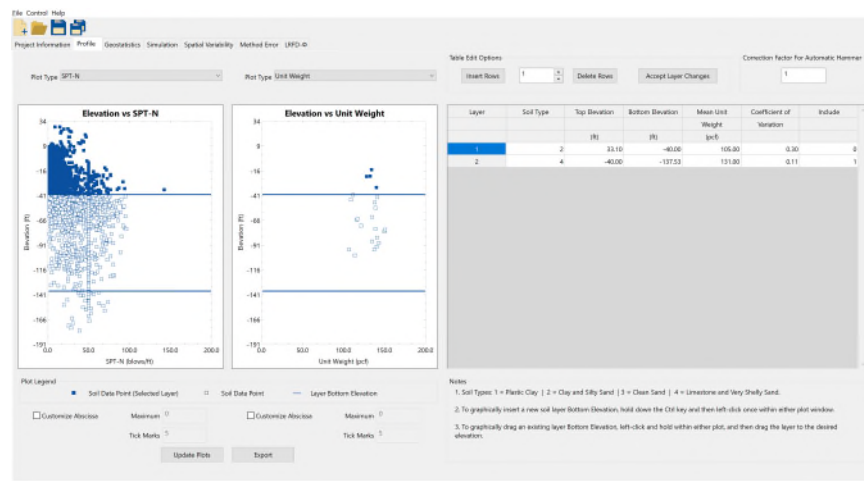 File Control Help
Project Information Profile Geostatistics Simulation Spatial Variability Method Error LRFD-Φ
Table Edit Options
Correction Factor For Automatic Hammer
Plot Type SPT-N
Plot Type Unit Weight
Insert Rows 1 Delete Rows Accept Layer Changes
1
Elevation vs SPT-N
Elevation vs Unit Weight
Layer Soil Type Top Elevation Bottom Elevation Mean Unit Coefficient of Include
Weight Variation
(ft) (ft) (pcf)
1 2 33.10 -40.00 105.00 0.30 0
2 4 -40.00 -137.53 131.00 0.11 1
34 34
9 9
-16 -16
-41 -41
-66 -66
-91 -91
-116 -116
-141 -141
-166 -166
-191 -191
Elevation (ft)
Elevation (ft)
0.0 50.0 100.0 150.0 200.0
0.0 50.0 100.0 150.0 200.0
SPT-N (blows/ft)
Unit Weight (pcf)
Plot Legend
Soil Data Point (Selected Layer) Soil Data Point Layer Bottom Elevation
Customize Abscissa Maximum 0
Tick Marks 5
Customize Abscissa Maximum 0
Tick Marks 5
Update Plots Export
Notes
1. Soil Types: 1 = Plastic Clay | 2 = Clay and Silty Sand | 3 = Clean Sand | 4 = Limestone and Very Shelly Sand.
2. To graphically insert a new soil layer Bottom Elevation, hold down the Ctrl key and then left-click once within either plot window.
3. To graphically drag an existing layer Bottom Elevation, left-click and hold within either plot, and then drag the layer to the desired
elevation.